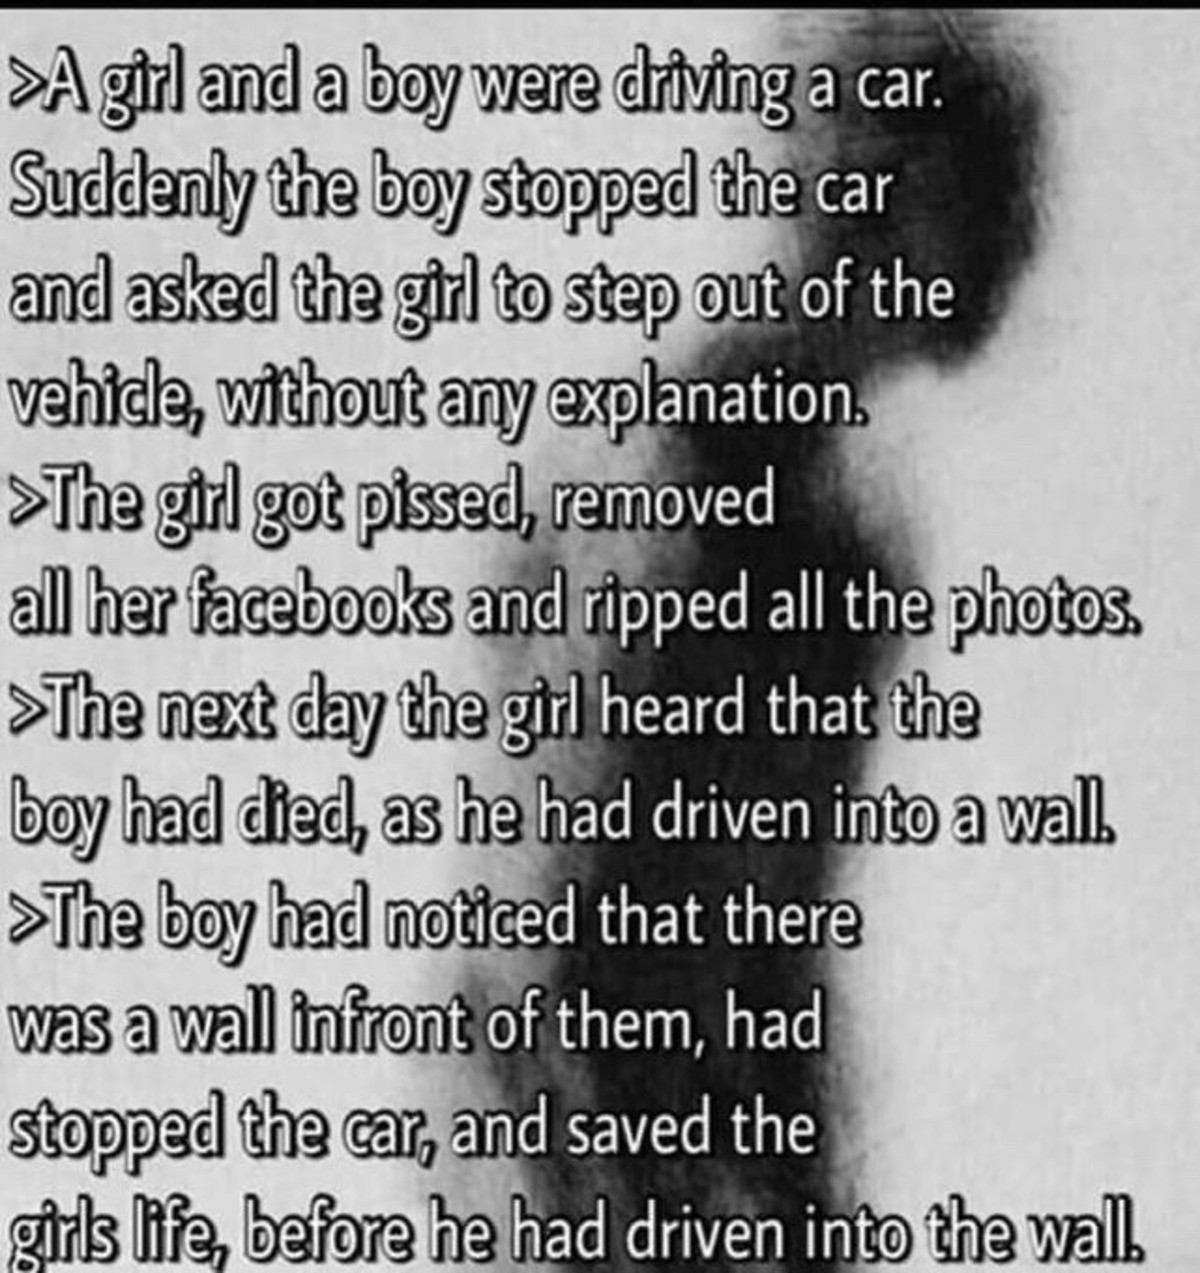 >A girl and a boy were driving a car.
Suddenly the boy stopped the car
and asked the girl to step out of the
vehicle, without any explanation.
>The girl got pissed, removed
all her facebooks and ripped all the photos.
>The next day the girl heard that the
boy had died, as he had driven into a wall.
>The boy had noticed that there
was a wall infront of them, had
stopped the car, and saved the
girls life, before he had driven into the wall.